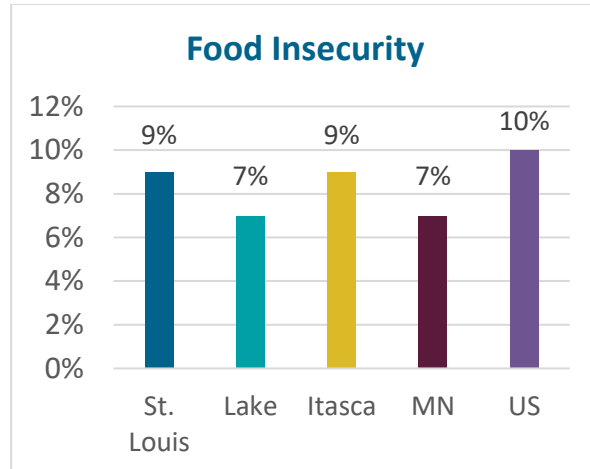 Food Insecurity
12%
10%
8%
6%
4%
2%
0%
9%
7%
9%
7%
10%
St.
Louis
Lake
Itasca
MN
US